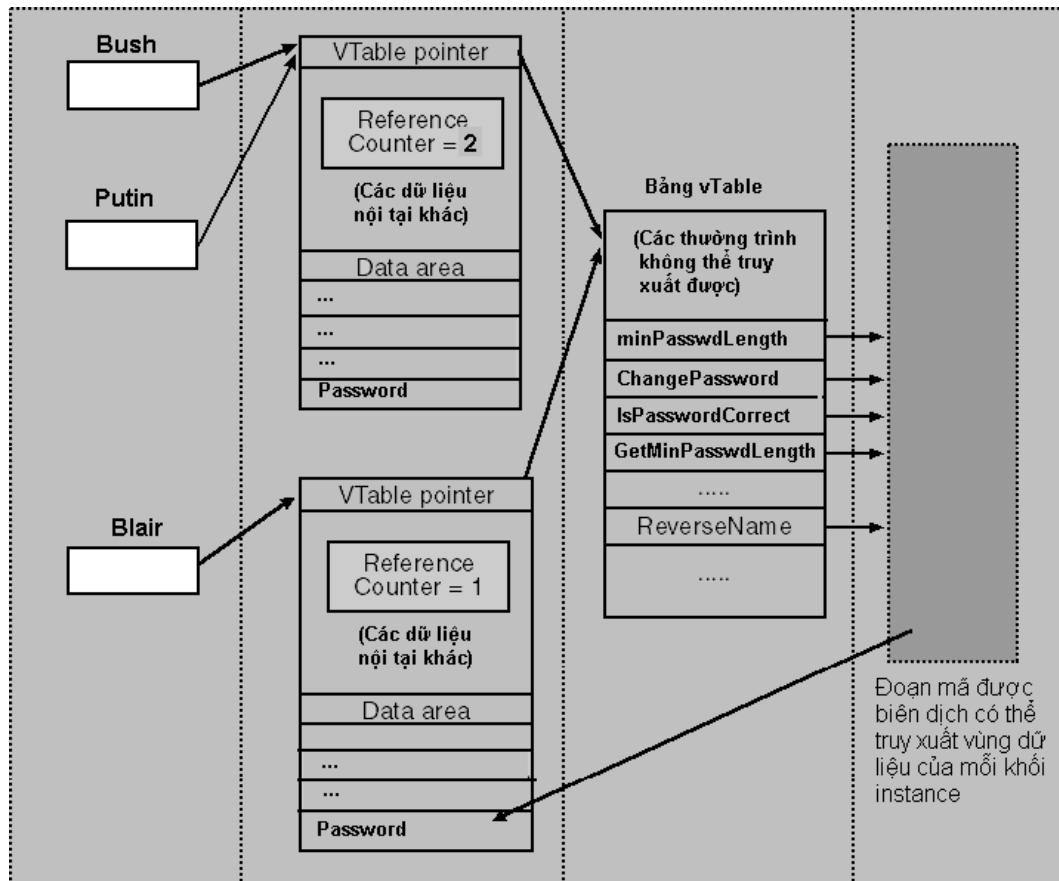 Bush
Putin
Blair
VTable pointer
Reference
Counter = 2
(Các dữ liệu
nội tại khác)
Data area
...
...
...
Password
VTable pointer
Reference
Counter = 1
(Các dữ liệu
nội tại khác)
Data area
...
...
Password
Bảng vTable
(Các thường trình
không thể truy
xuất được)
minPasswdLength
ChangePassword
IsPasswordCorrect
GetMinPasswdLength
.....
ReverseName
.....
Đoạn mã được
biên dịch có thể
truy xuất vùng dữ
liệu của mỗi khối
instance